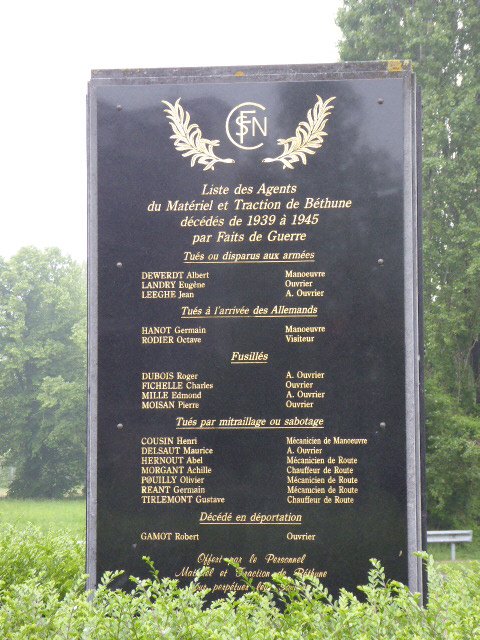 SNCF
Liste des Agents
du Matériel et Traction de Béthune
décédés de 1939 à 1945
par Faits de Guerre
Tués ou disparus aux armées
DEWERDT Albert Manoeuvre
LANDRY Eugène Ouvrier
LEEGHE Jean A. Ouvrier
Tués à l'arrivée des Allemands
HANOT Germain Manoeuvre
RODIER Octave Visiteur
Fusillés
DUBOIS Roger A. Ouvrier
FICHELLE Charles Ouvrier
MILLE Edmond A. Ouvrier
MOISAN Pierre Ouvrier
Tués par mitraillage ou sabotage
COUSIN Henri Mécanicien de Manoeuvre
DELSAUT Maurice A. Ouvrier
HERNOUT Abel Mécanicien de Route
MORGANT Achille Chauffeur de Route
POUILLY Olivier Mécanicien de Route
REANT Germain Mécanicien de Route
TIRLEMONT Gustave Chauffeur de Route
Décédé en déportation
GAMOT Robert Ouvrier
Offert par le Personnel
Matériel et Traction de Béthune